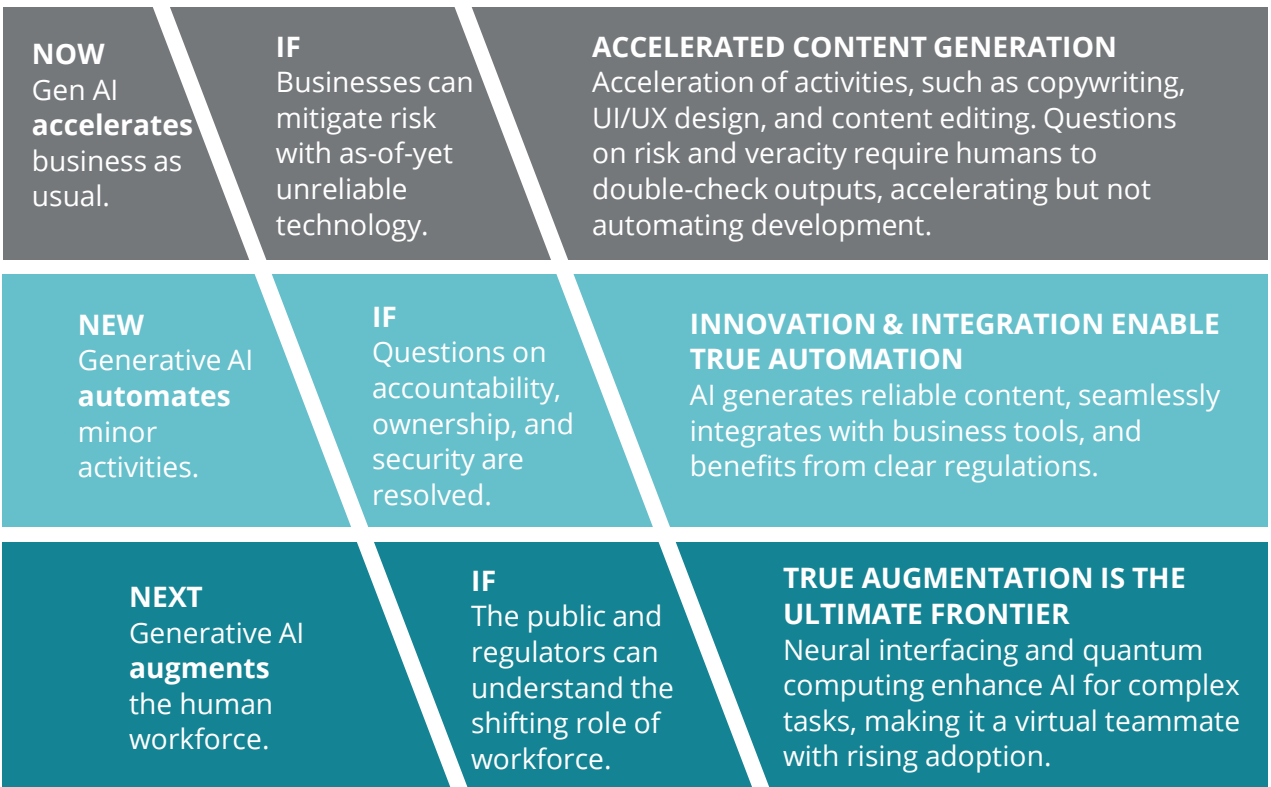 NOW
Gen AI
accelerates
business as
usual.
IF
Businesses can
mitigate risk
with as-of-yet
unreliable
technology.
ACCELERATED CONTENT GENERATION
Acceleration of activities, such as copywriting,
UI/UX design, and content editing. Questions
on risk and veracity require humans to
double-check outputs, accelerating but not
automating development.
NEW
Generative AI
automates
minor
activities.
IF
Questions on
accountability,
ownership, and
security are
resolved.
INNOVATION & INTEGRATION ENABLE
TRUE AUTOMATION
AI generates reliable content, seamlessly
integrates with business tools, and
benefits from clear regulations.
NEXT
Generative AI
augments
the human
workforce.
IF
The public and
regulators can
understand the
shifting role of
workforce.
TRUE AUGMENTATION IS THE
ULTIMATE FRONTIER
Neural interfacing and quantum
computing enhance AI for complex
tasks, making it a virtual teammate
with rising adoption.